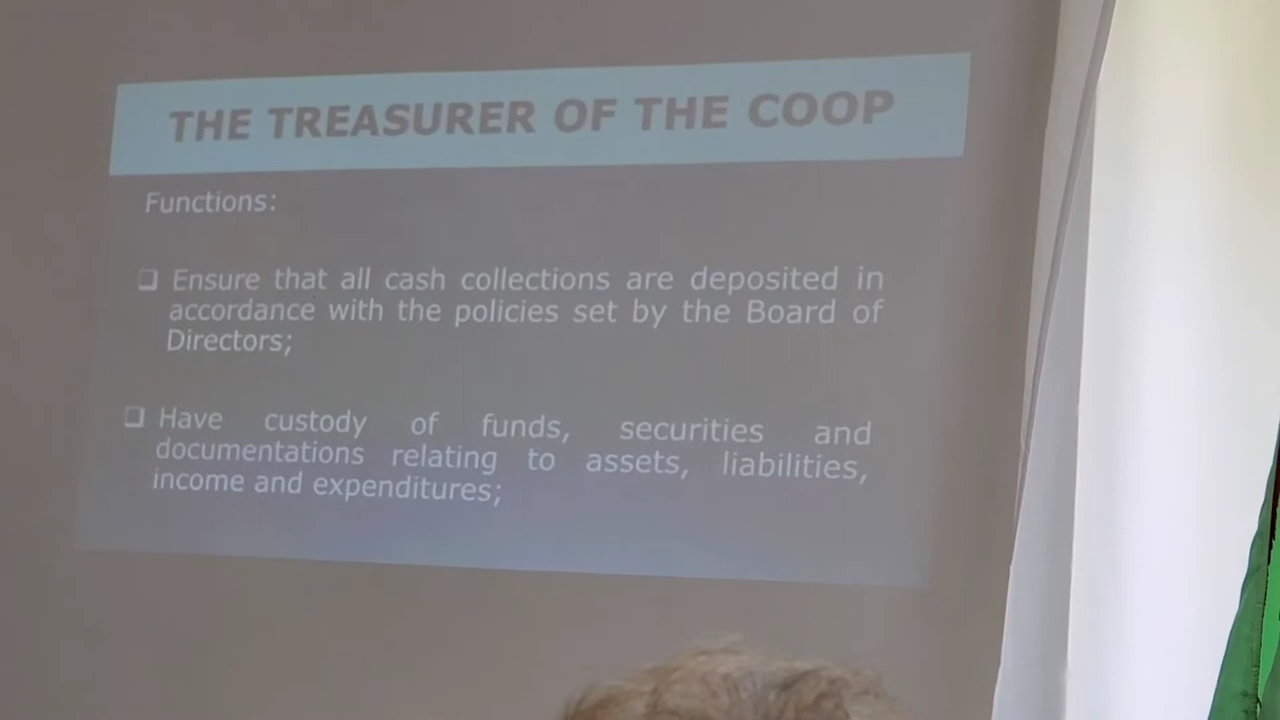 THE TREASURER OF THE COOP
Functions:
❑ Ensure that all cash collections are deposited in
accordance with the policies set by the Board of
Directors;
❑ Have custody of funds, securities and
documentations relating to assets, liabilities,
income and expenditures;